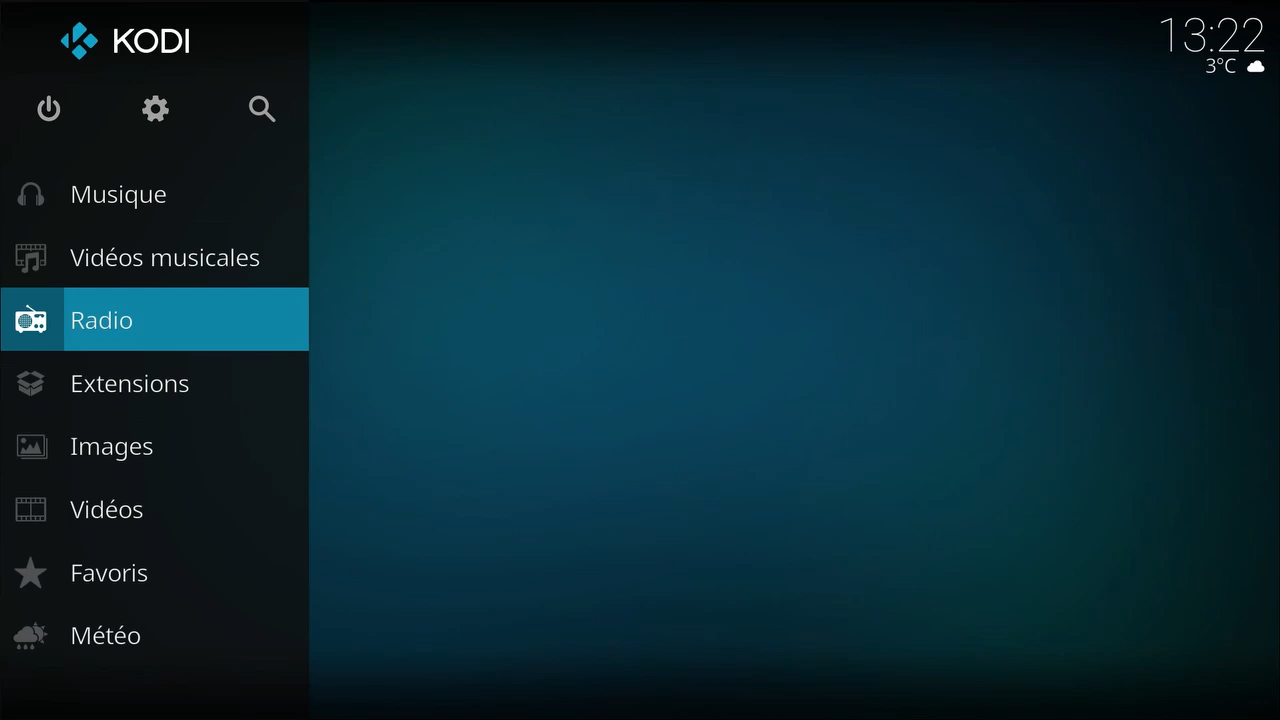 KODI
13:22
3°C
Musique
Vidéos musicales
Radio
Extensions
Images
Vidéos
Favoris
Météo